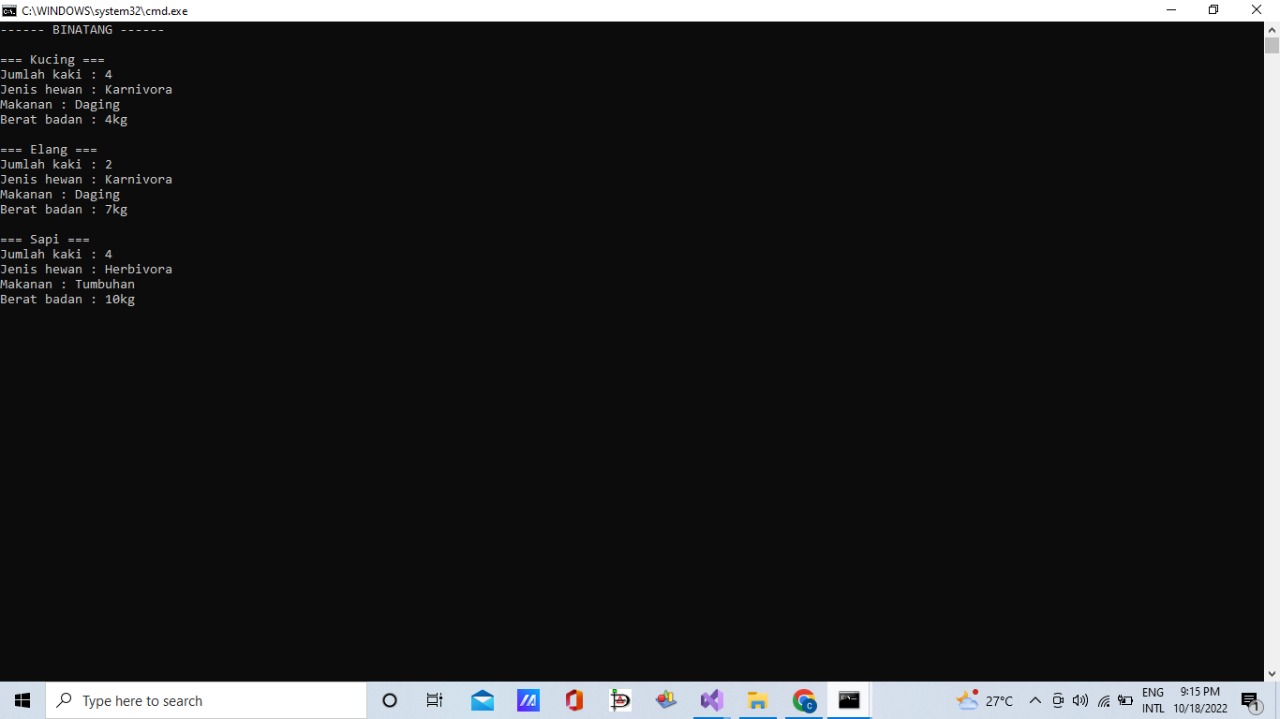 C:\WINDOWS\system32\cmd.exe
------ BINATANG ------
=== Kucing ===
Jumlah kaki : 4
Jenis hewan : Karnivora
Makanan : Daging
Berat badan : 4kg
=== Elang ===
Jumlah kaki : 2
Jenis hewan : Karnivora
Makanan : Daging
Berat badan : 7kg
=== Sapi ===
Jumlah kaki : 4
Jenis hewan : Herbivora
Makanan : Tumbuhan
Berat badan : 10kg
Type here to search
27°C
ENG
INTL
9:15 PM
10/18/2022
1